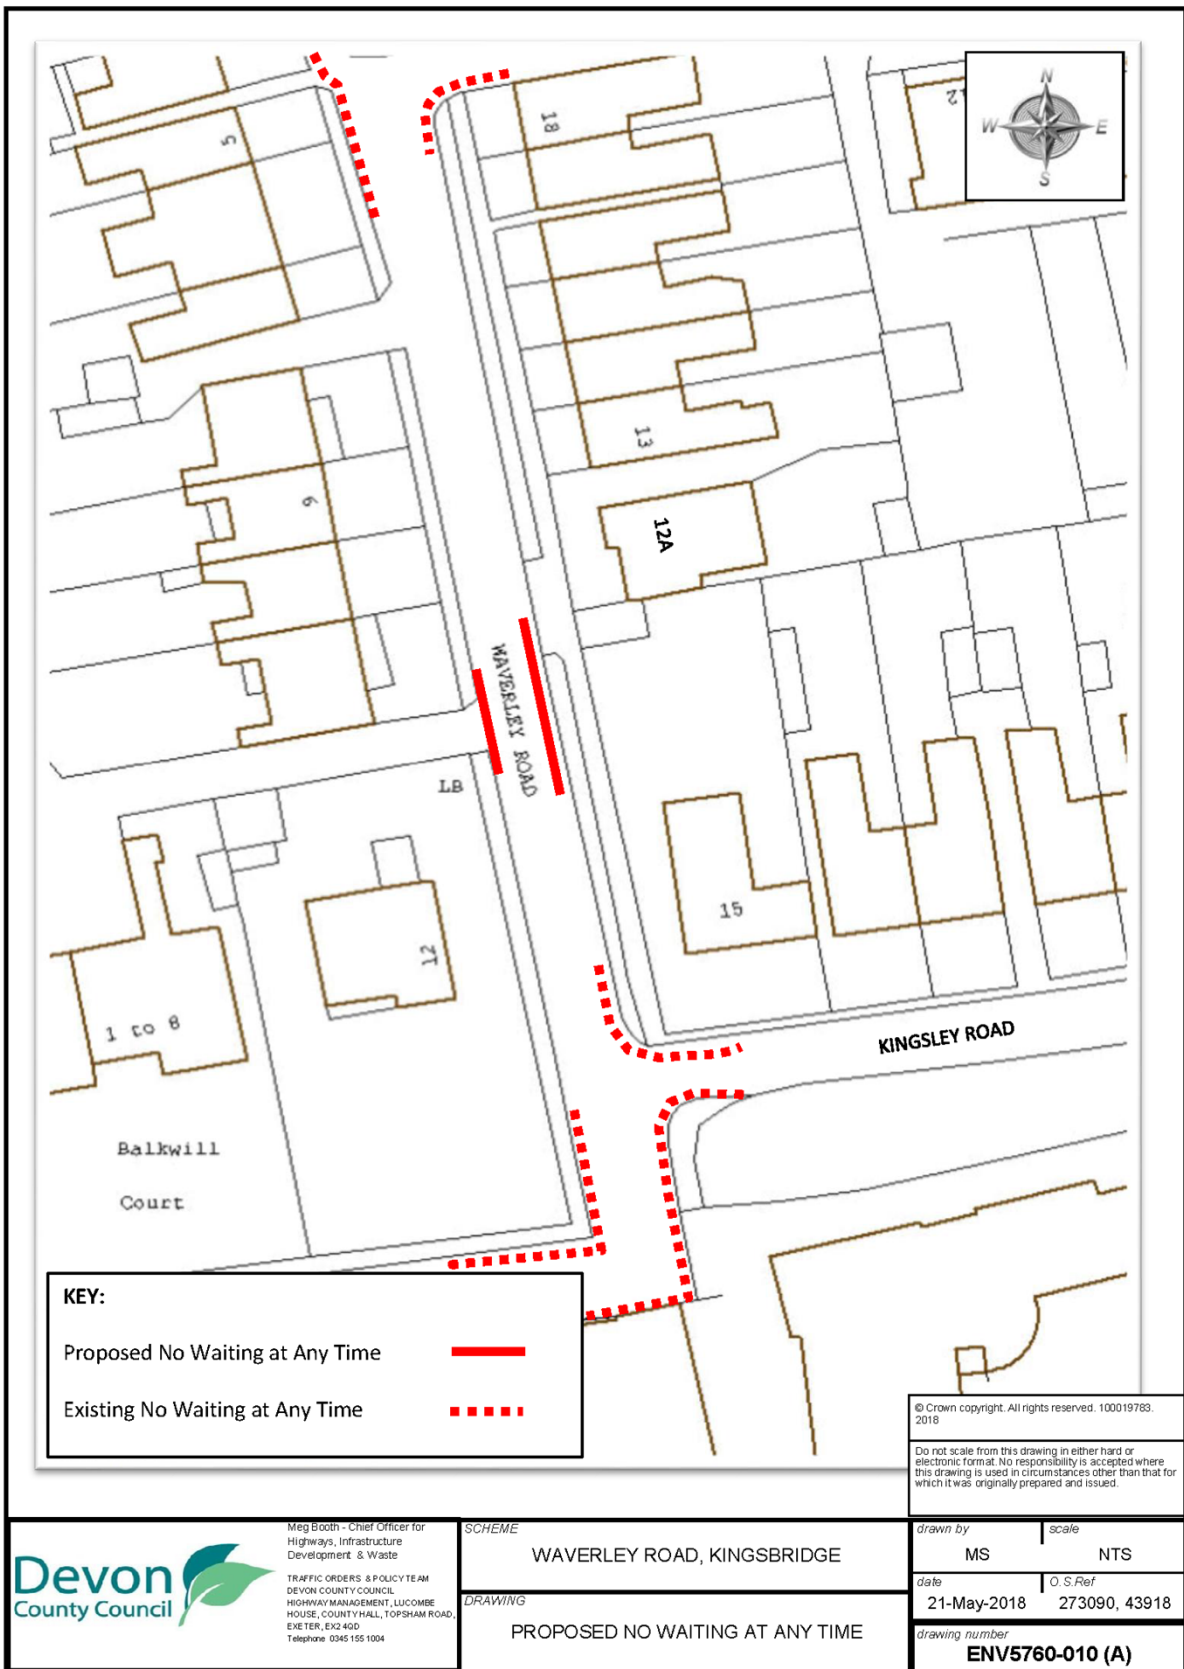 N
W E
S
5
18
12
13
6
12A
WAVERLEY ROAD
LB
15
12
1 to 8
KINGSLEY ROAD
Balkwill
Court
KEY:
Proposed No Waiting at Any Time
Existing No Waiting at Any Time
© Crown copyright. All rights reserved. 100019783.
2018
Do not scale from this drawing in either hard or
electronic format. No responsibility is accepted where
this drawing is used in circumstances other than that for
which it was originally prepared and issued.
Devon
County Council
Meg Booth - Chief Officer for
Highways, Infrastructure
Development & Waste
TRAFFIC ORDERS & POLICY TEAM
DEVON COUNTY COUNCIL
HIGHWAY MANAGEMENT, LUCOMBE
HOUSE, COUNTY HALL, TOPSHAM ROAD,
EXETER, EX2 4QD
Telephone 0345 155 1004
SCHEME
WAVERLEY ROAD, KINGSBRIDGE
DRAWING
PROPOSED NO WAITING AT ANY TIME
drawn by
MS
scale
NTS
date
21-May-2018
O.S.Ref
273090, 43918
drawing number
ENV5760-010 (A)